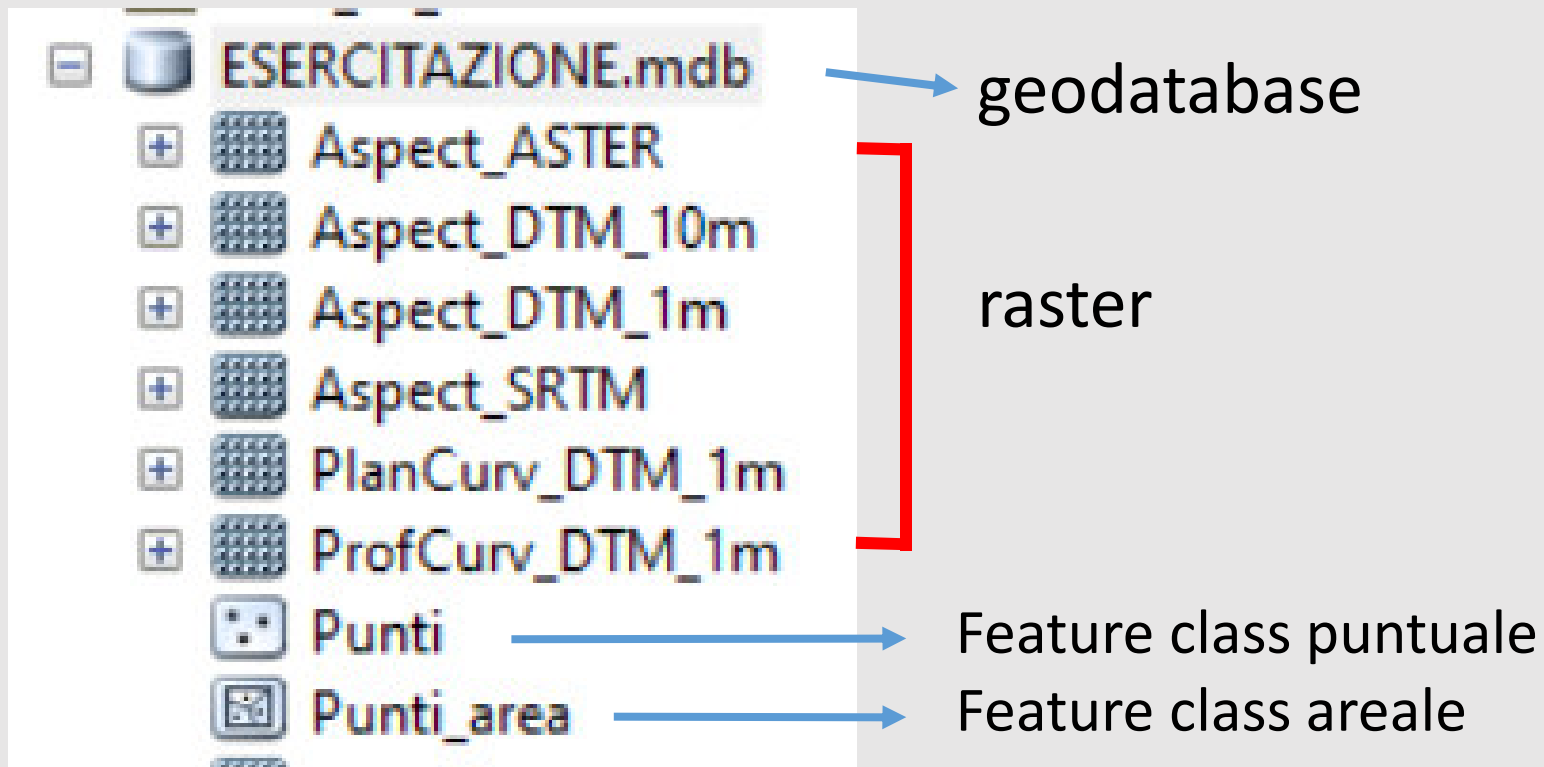 ESERCITAZIONE.mdb
geodatabase
Aspect_ASTER
Aspect_DTM_10m
Aspect_DTM_1m
raster
Aspect_SRTM
PlanCurv_DTM_1m
ProfCurv_DTM_1m
Punti
Feature class puntuale
Punti_area
Feature class areale